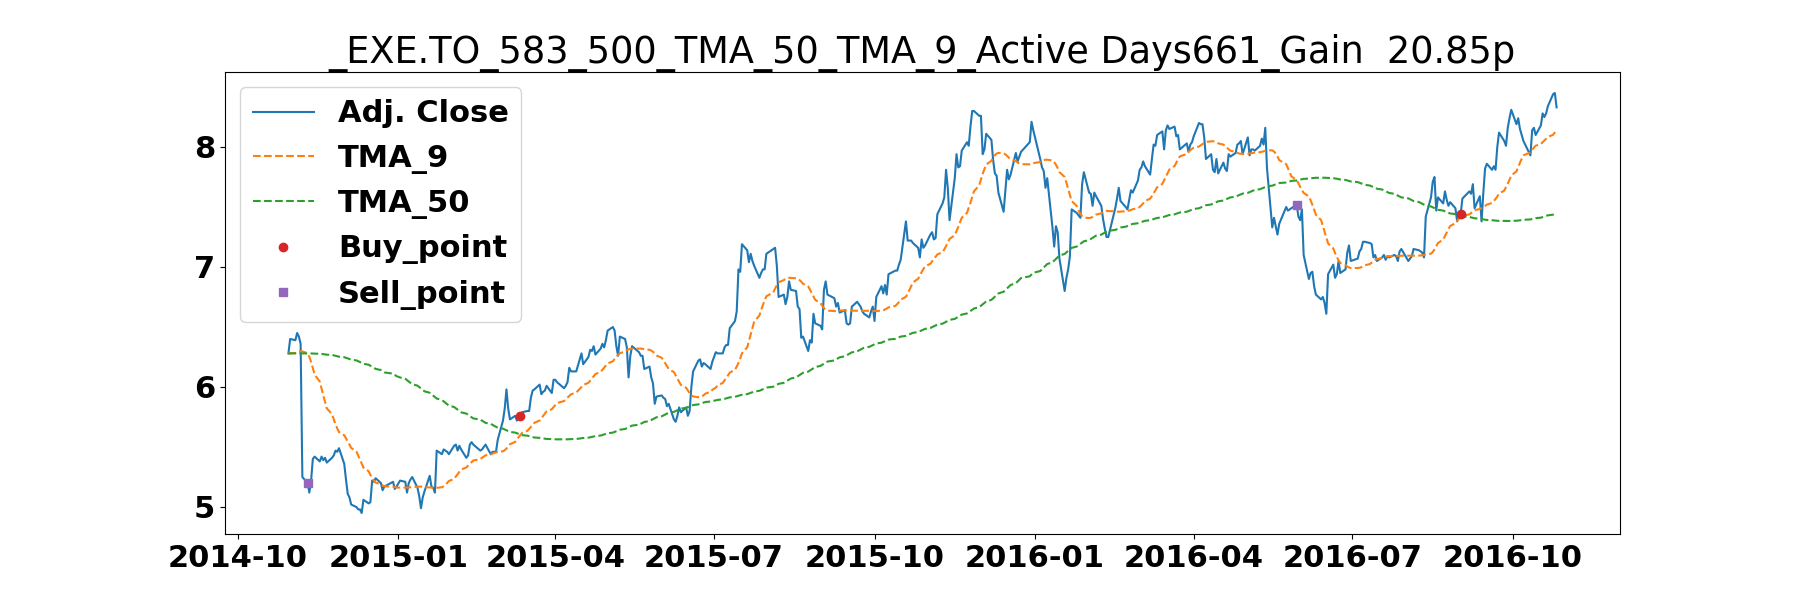 _EXE.TO_583_500_TMA_50_TMA_9_Active Days661_Gain  20.85p
Adj. Close
TMA_9
TMA_50
Buy_point
Sell_point
8
7
6
5
2014-10 2015-01 2015-04 2015-07 2015-10 2016-01 2016-04 2016-07 2016-10